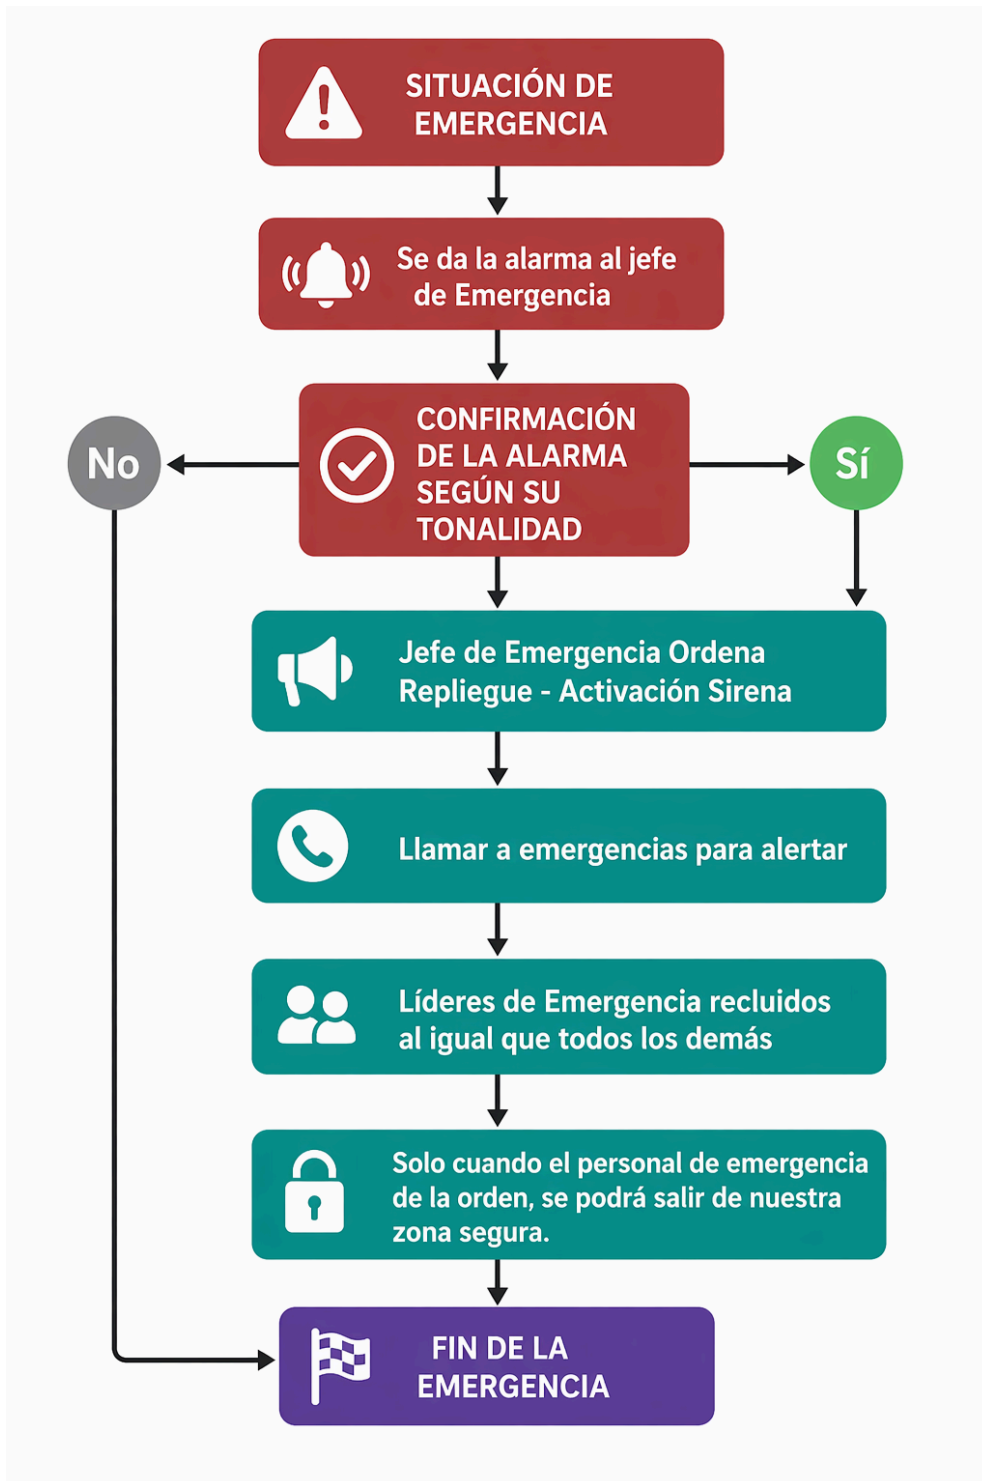 SITUACIÓN DE
EMERGENCIA
Se da la alarma al jefe
de Emergencia
CONFIRMACIÓN
DE LA ALARMA
SEGÚN SU
TONALIDAD
No
Sí
Jefe de Emergencia Ordena
Repliegue - Activación Sirena
Llamar a emergencias para alertar
Líderes de Emergencia recluidos
al igual que todos los demás
Solo cuando el personal de emergencia
de la orden, se podrá salir de nuestra
zona segura.
FIN DE LA
EMERGENCIA